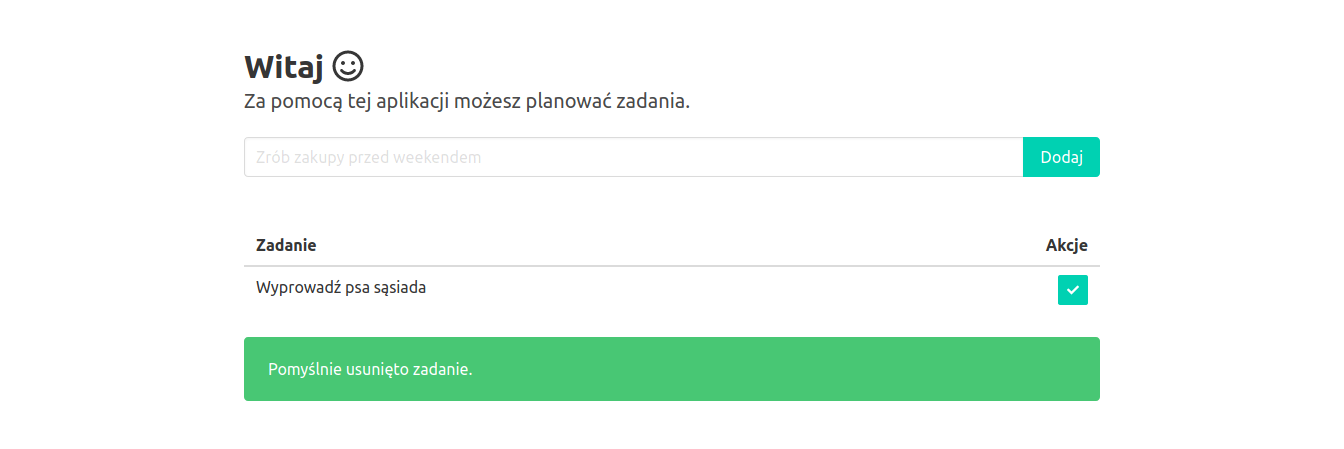 Witaj
Za pomocą tej aplikacji możesz planować zadania.
Zrób zakupy przed weekendem
Dodaj
Zadanie
Akcje
Wyprowadź psa sąsiada
Pomyślnie usunięto zadanie.